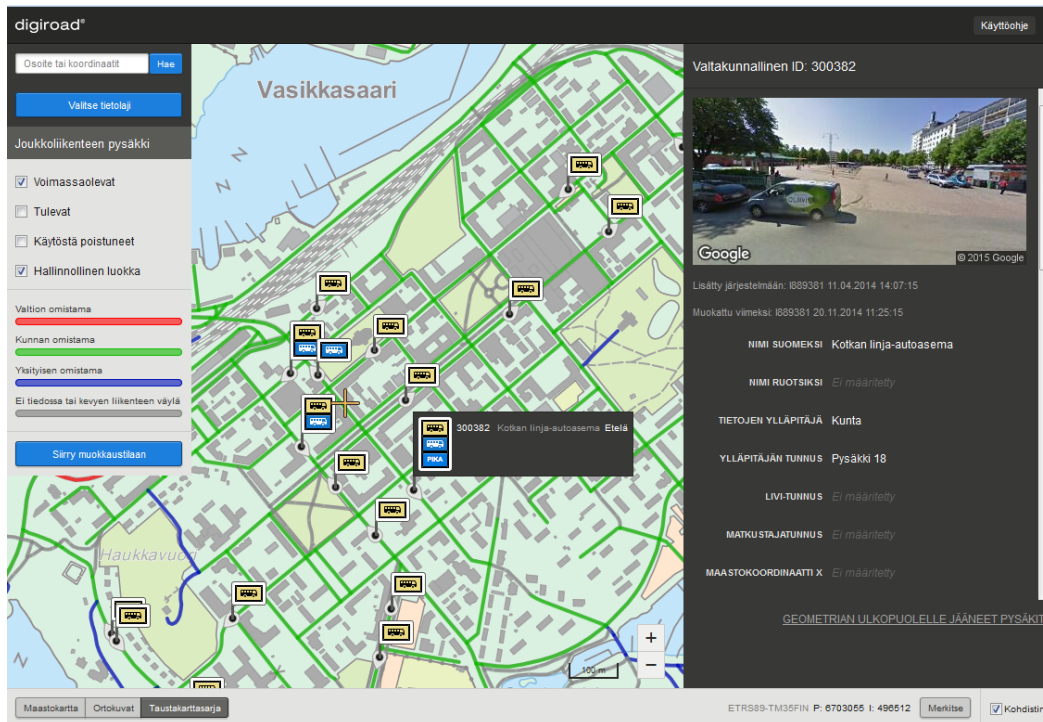 digiroad®
Käyttöohje
Osoite tai koordinaatit
Hae
Valitse tietolaji
Joukkoliikenteen pysäkki
Voimassaolevat
Tulevat
Käytöstä poistuneet
Hallinnollinen luokka
Valtion omistama
Kunnan omistama
Yksityisen omistama
Ei tiedossa tai kevyen liikenteen väylä
Siirry muokkaustilaan
Vasikkasaari
Haukkavuori
300382 Kotkan linja-autoasema Etelä
PIKA
+
−
100 m
Valtakunnallinen ID: 300382
Google
© 2015 Google
Lisätty järjestelmään: l889381 11.04.2014 14:07:15
Muokattu viimeksi: l889381 20.11.2014 11:25:15
NIMI SUOMEKSI Kotkan linja-autoasema
NIMI RUOTSIKSI Ei määritetty
TIETOJEN YLLÄPITÄJÄ Kunta
YLLÄPITÄJÄN TUNNUS Pysäkki 18
LIVI-TUNNUS Ei määritetty
MATKUSTAJATUNNUS Ei määritetty
MAASTOKOORDINAATTI X Ei määritetty
GEOMETRIAN ULKOPUOLELLE JÄÄNEET PYSÄKIT
Maastokartta Ortokuvat Taustakarttasarja
ETRS89-TM35FIN P: 6703055 I: 496512
Merkitse
Kohdistin